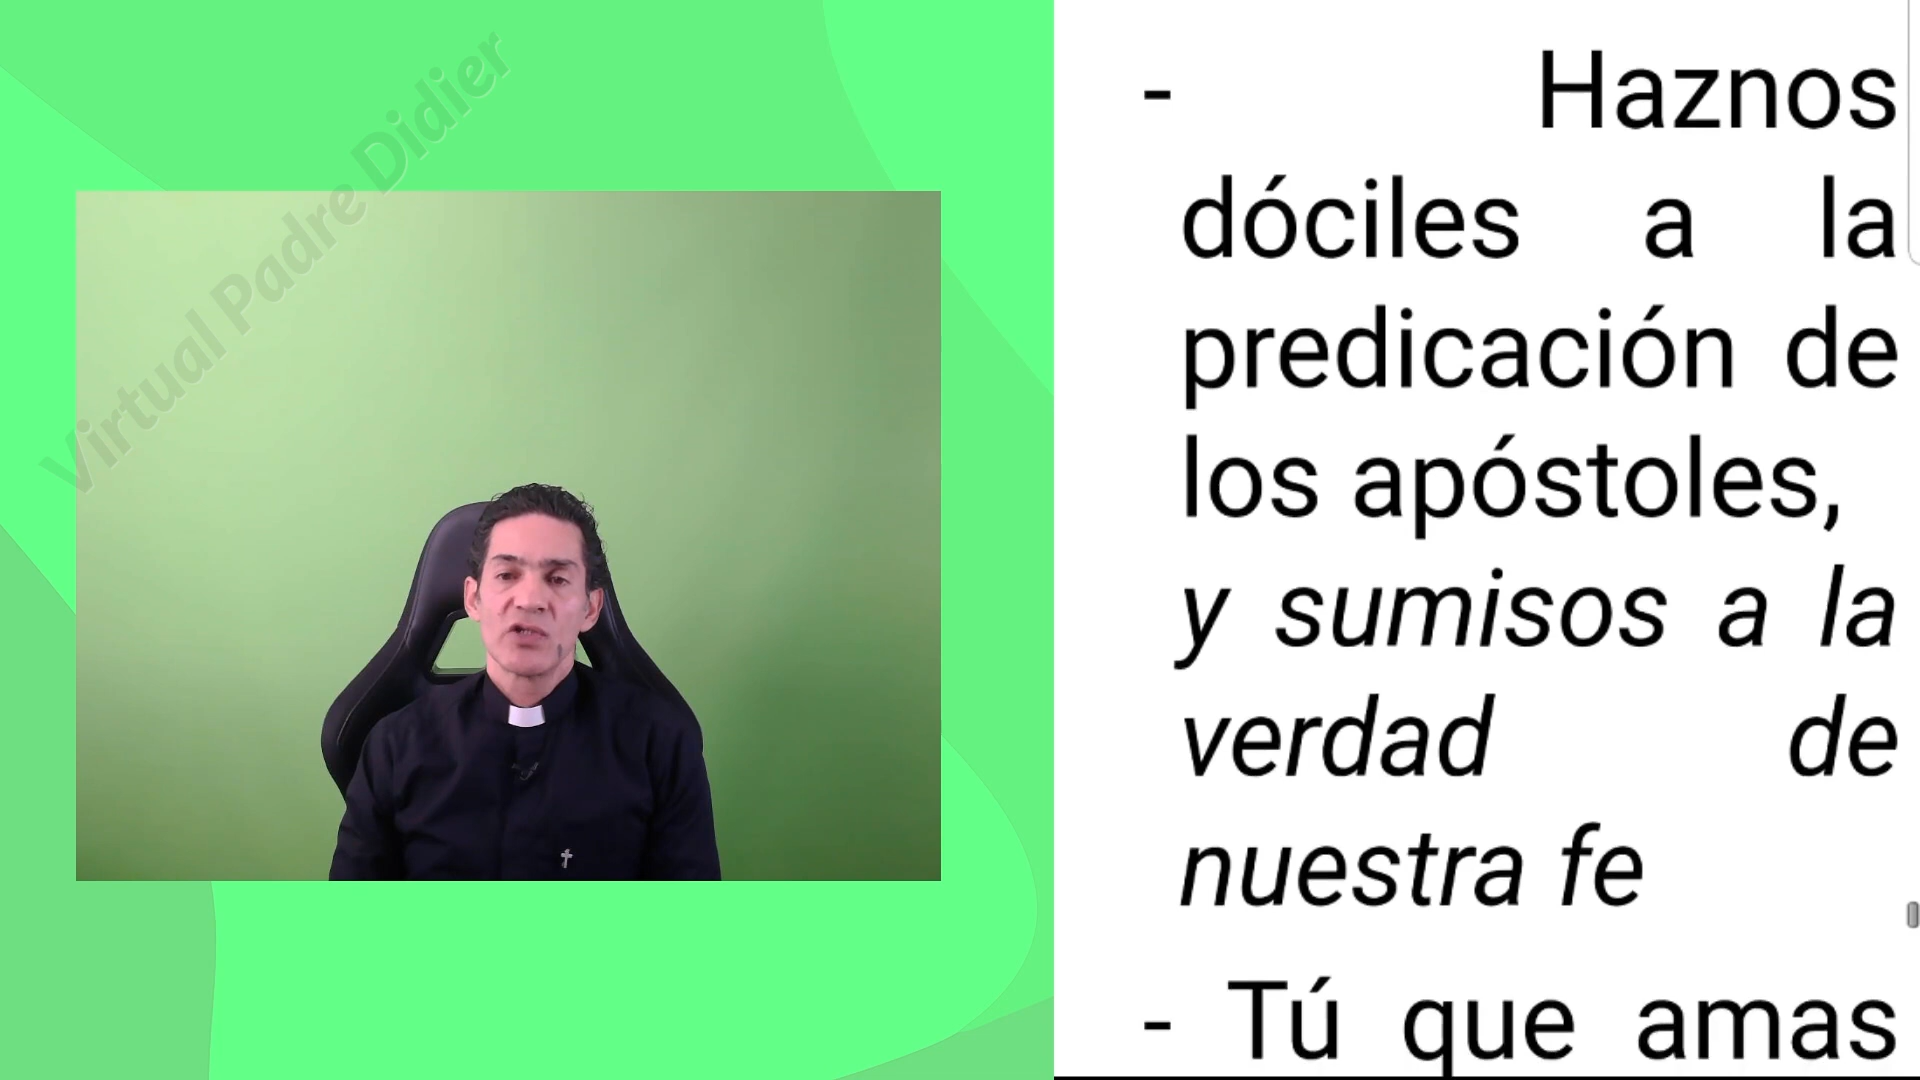 Virtual Padre Didier
- Haznos
dóciles a la
predicación de
los apóstoles,
y sumisos a la
verdad de
nuestra fe
- Tú que amas